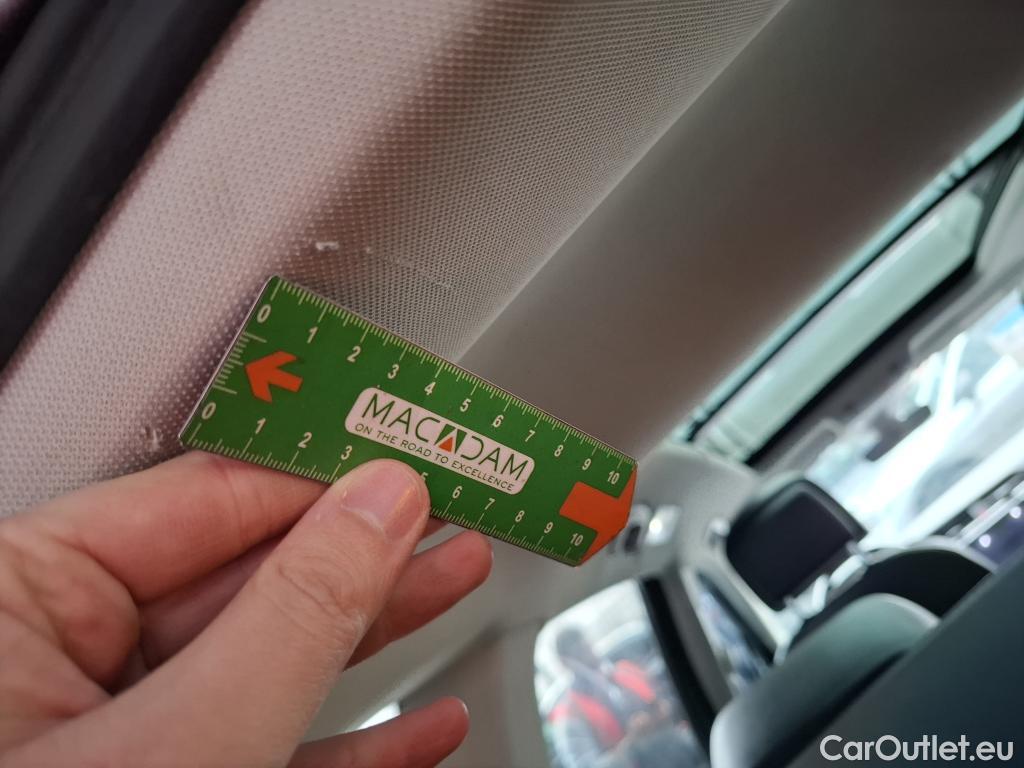 0 1 2 3 4 5 6 7 8 9 10
MACADAM
ON THE ROAD TO EXCELLENCE
0 1 2 3 5 6 7 8 9 10
CarOutlet.eu